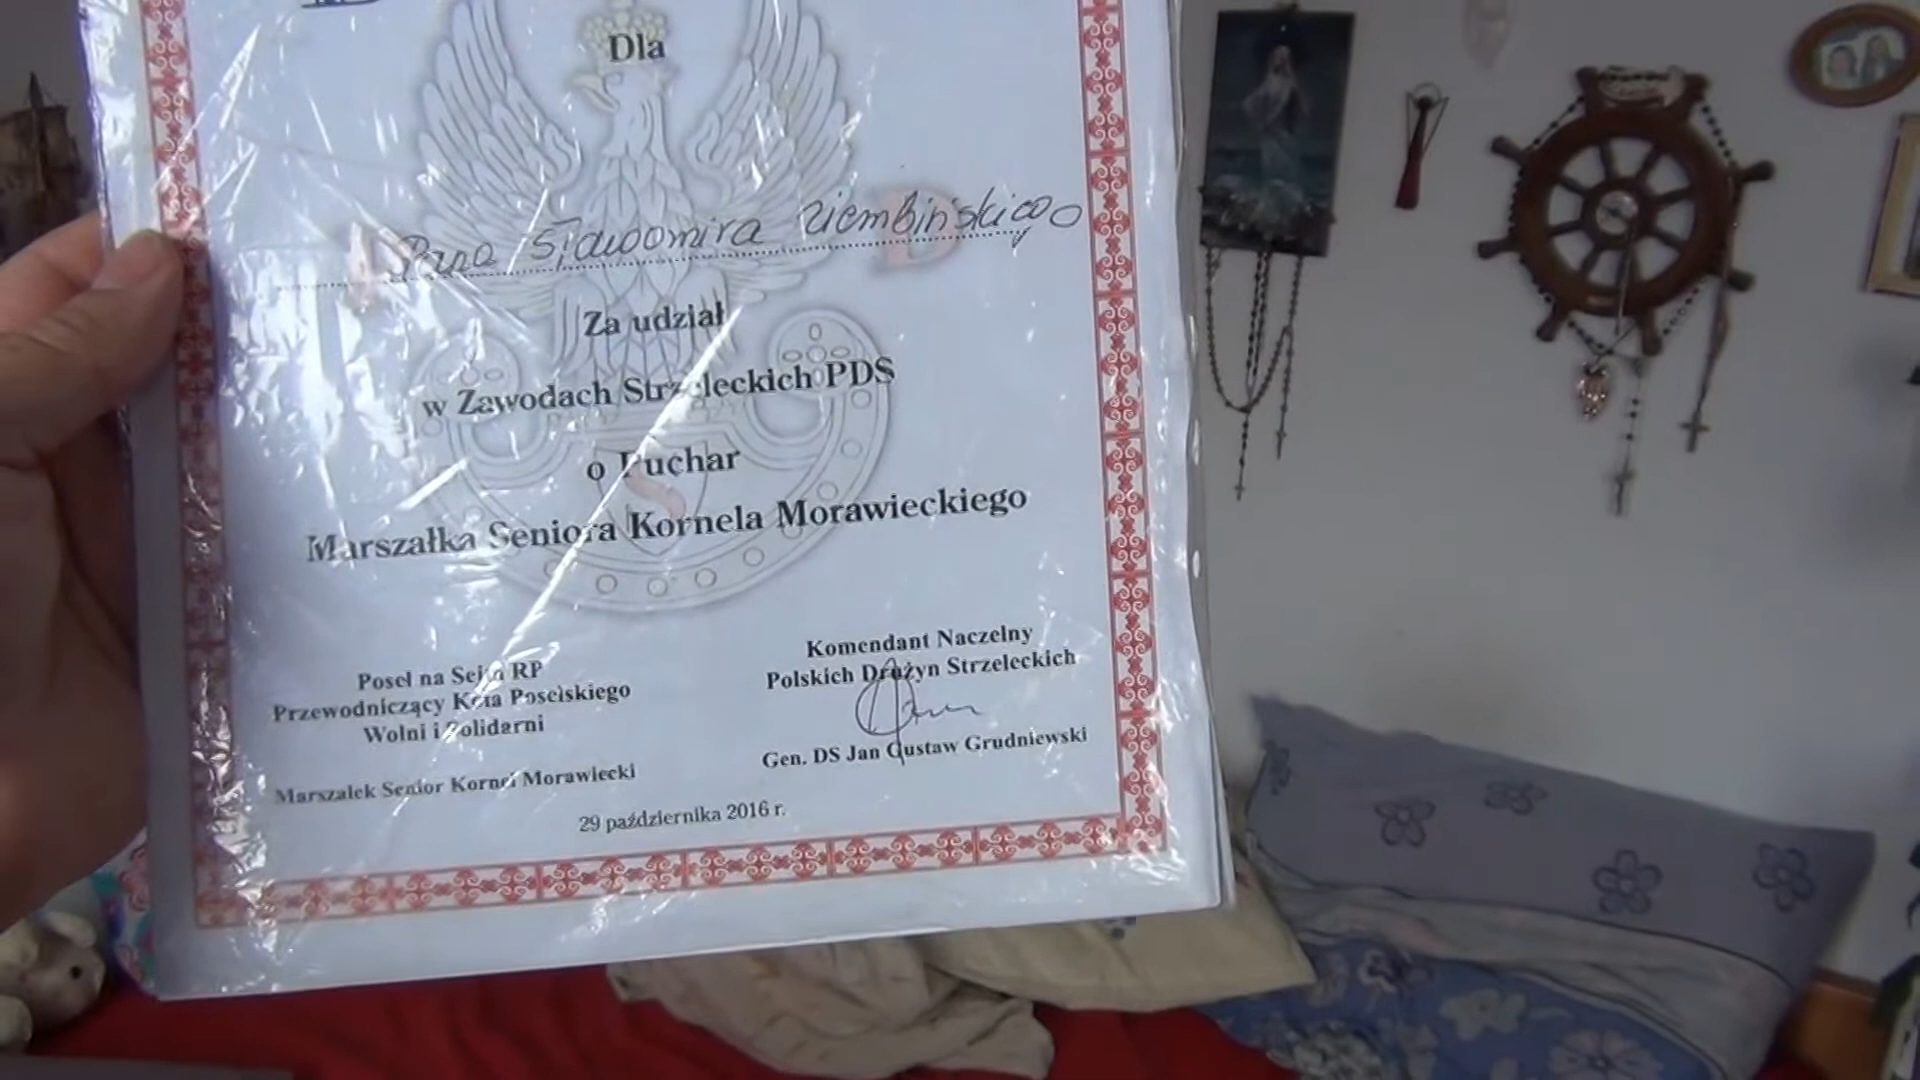 Dla
Pana Sławomira Ziembińskiego
Za udział
w Zawodach Strzeleckich PDS
o Puchar
Marszałka Seniora Kornela Morawieckiego
Poseł na Sejm RP
Przewodniczący Koła Poselskiego
Wolni i Solidarni
Marszałek Senior Kornel Morawiecki
Komendant Naczelny
Polskich Drużyn Strzeleckich
Gen. DS Jan Gustaw Grudniewski
29 października 2016 r.